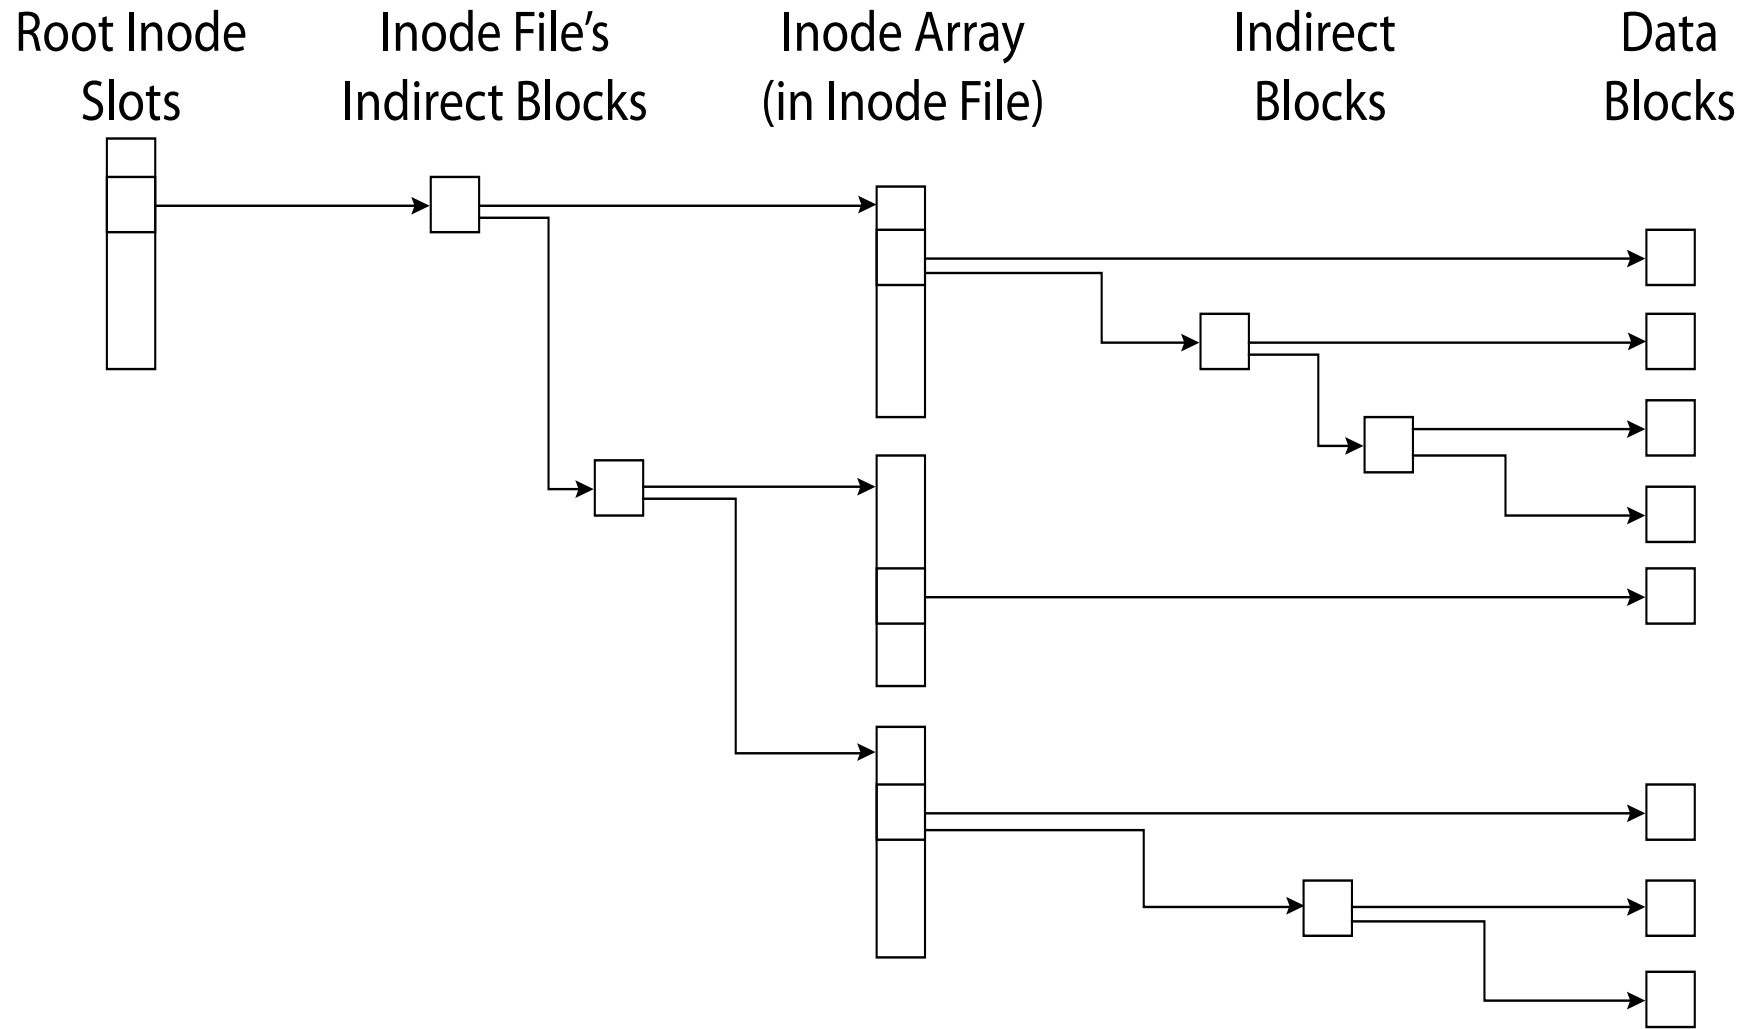 Root Inode
Slots
Inode File's
Indirect Blocks
Inode Array
(in Inode File)
Indirect
Blocks
Data
Blocks